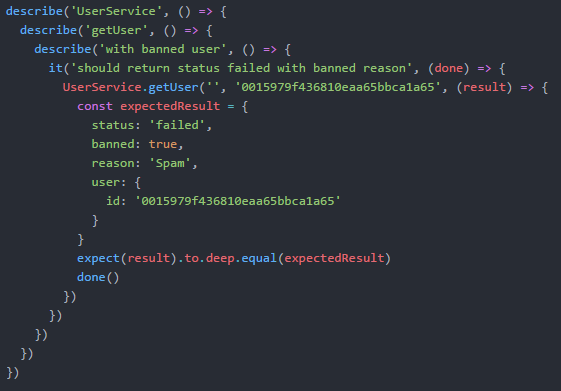 describe('UserService', () => {
  describe('getUser', () => {
    describe('with banned user', () => {
      it('should return status failed with banned reason', (done) => {
        UserService.getUser('', '0015979f436810eaa65bbca1a65', (result) => {
          const expectedResult = {
            status: 'failed',
            banned: true,
            reason: 'Spam',
            user: {
              id: '0015979f436810eaa65bbca1a65'
            }
          }
          expect(result).to.deep.equal(expectedResult)
          done()
        })
      })
    })
  })
})